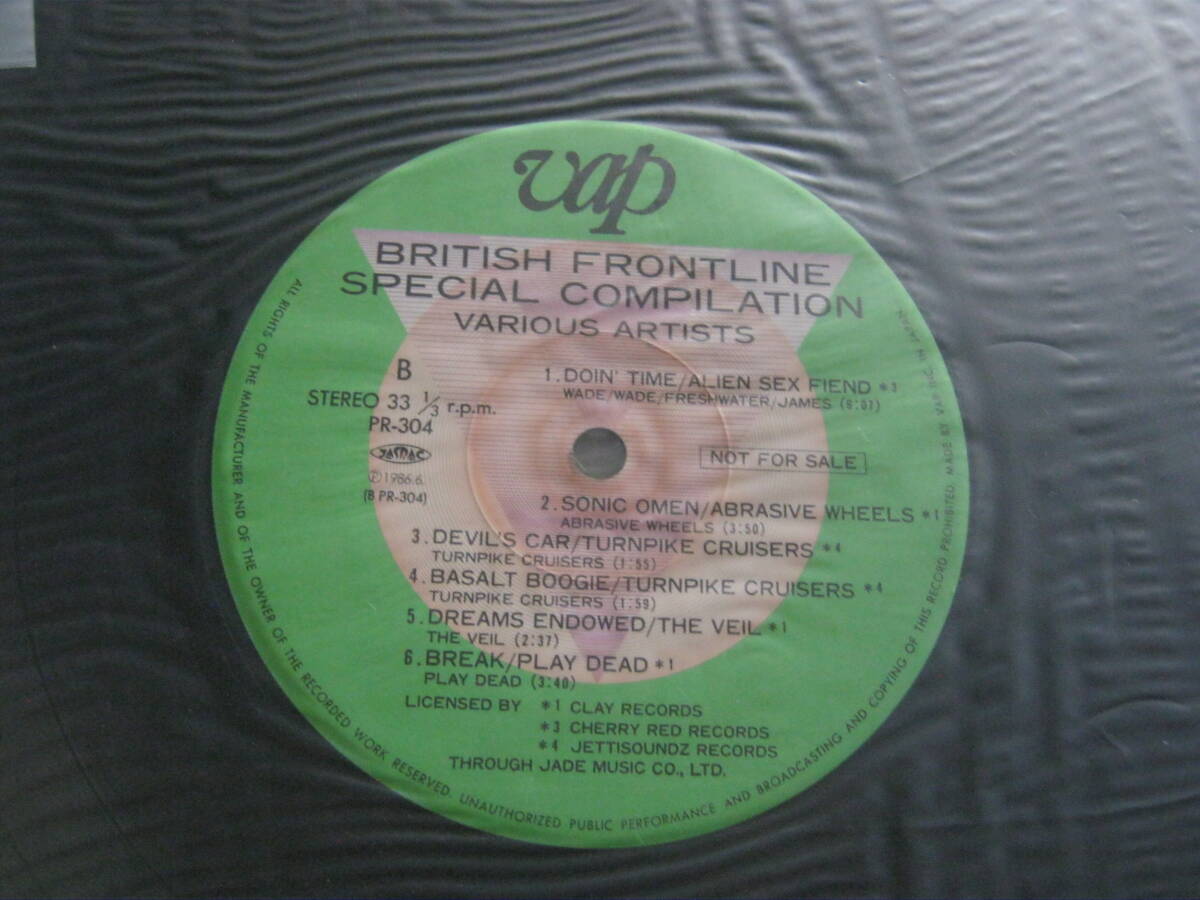 vap
BRITISH FRONTLINE
SPECIAL COMPILATION
VARIOUS ARTISTS
B
STEREO 33 1/3 r.p.m.
PR-304
JASRAC
Ⓟ1986.6.
(B PR-304)
1.DOIN' TIME/ALIEN SEX FIEND *3
WADE/WADE/FRESHWATER/JAMES (6:07)
NOT FOR SALE
2.SONIC OMEN/ABRASIVE WHEELS *1
ABRASIVE WHEELS (3:50)
3.DEVIL'S CAR/TURNPIKE CRUISERS *4
TURNPIKE CRUISERS (1:55)
4.BASALT BOOGIE/TURNPIKE CRUISERS *4
TURNPIKE CRUISERS (1:59)
5.DREAMS ENDOWED/THE VEIL *1
THE VEIL (2:37)
6.BREAK/PLAY DEAD *1
PLAY DEAD (3:40)
LICENSED BY *1 CLAY RECORDS
*3 CHERRY RED RECORDS
*4 JETTISOUNDZ RECORDS
THROUGH JADE MUSIC CO., LTD.
ALL RIGHTS OF THE MANUFACTURER AND OF THE OWNER OF THE RECORDED WORK RESERVED. UNAUTHORIZED PUBLIC PERFORMANCE AND BROADCASTING AND COPYING OF THIS RECORD PROHIBITED. MADE BY VAP INC. IN JAPAN